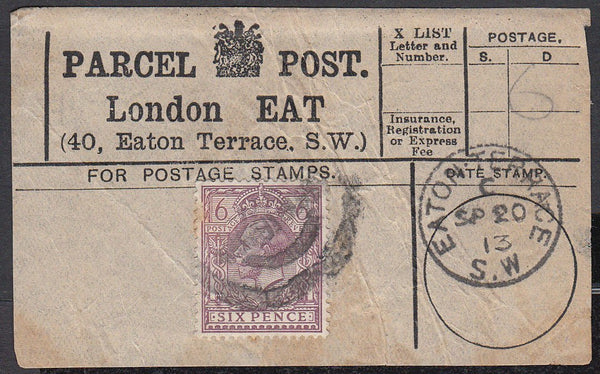 PARCEL POST.
London EAT
(40, Eaton Terrace, S.W.)
X LIST
Letter and
Number.
POSTAGE.
S. D
6
Insurance,
Registration
or Express
Fee
FOR POSTAGE STAMPS.
DATE STAMP.
6 6
SIX PENCE
EATON TERRACE
C
SP 20
13
S.W